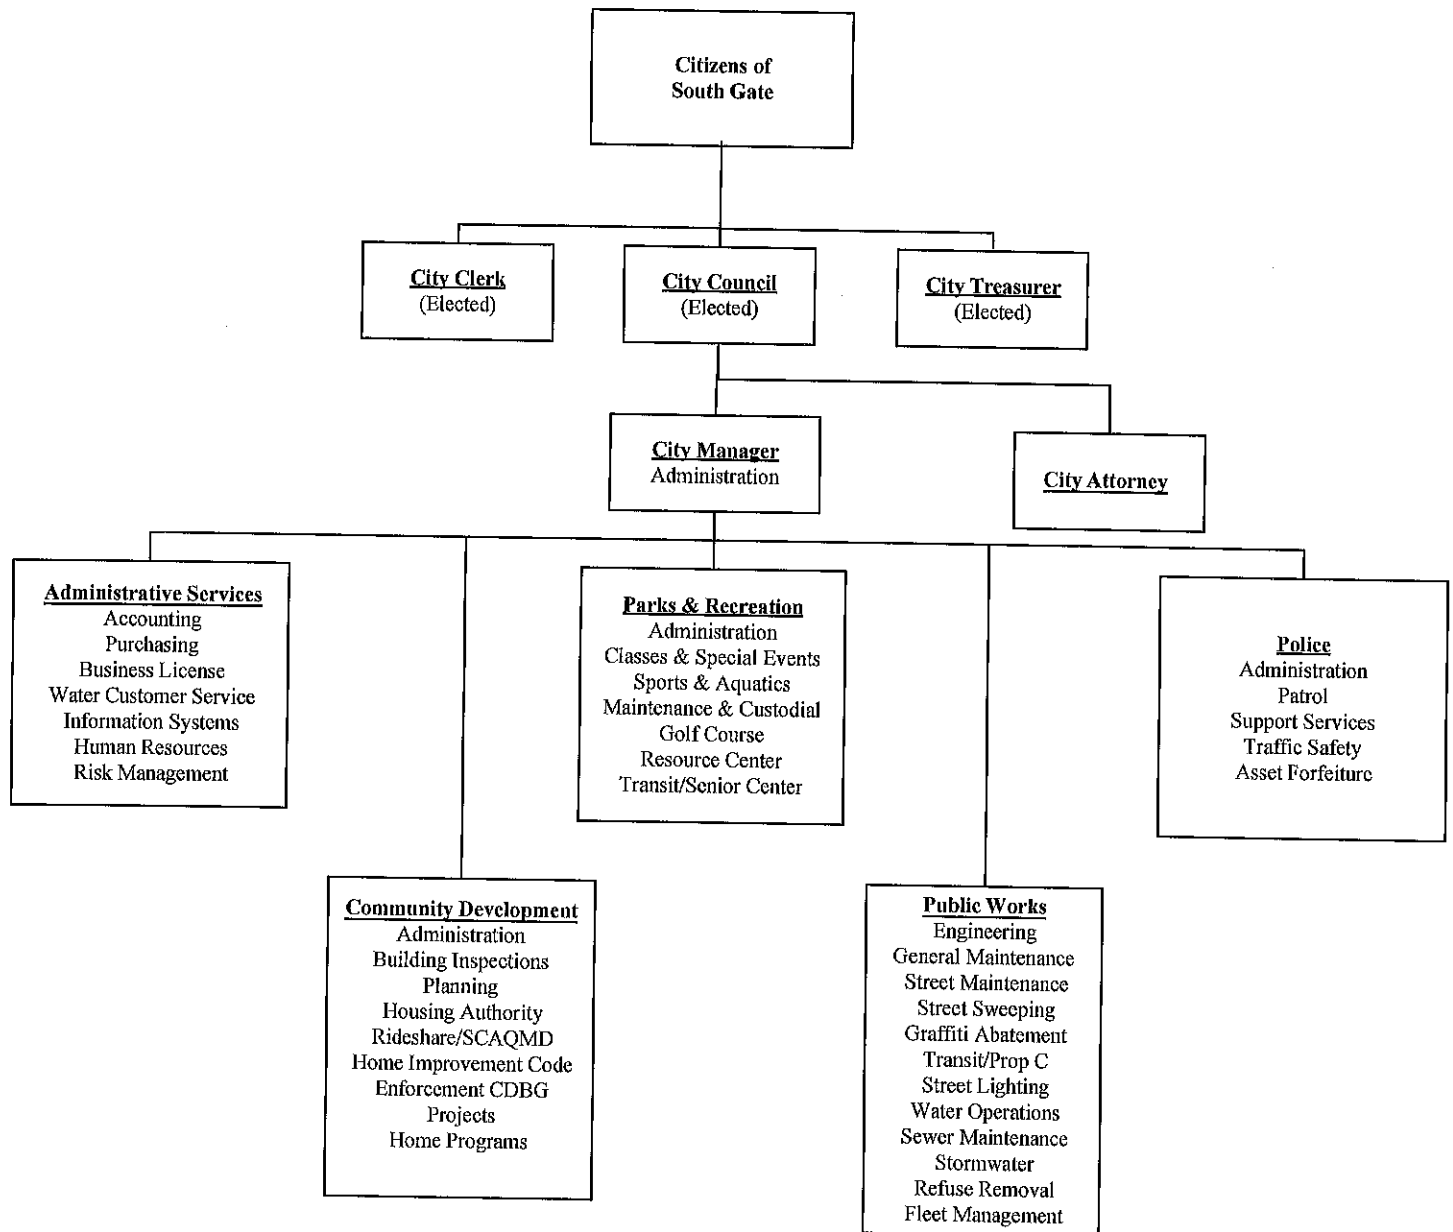 Citizens of
South Gate
City Clerk
(Elected)
City Council
(Elected)
City Treasurer
(Elected)
City Manager
Administration
City Attorney
Administrative Services
Accounting
Purchasing
Business License
Water Customer Service
Information Systems
Human Resources
Risk Management
Parks & Recreation
Administration
Classes & Special Events
Sports & Aquatics
Maintenance & Custodial
Golf Course
Resource Center
Transit/Senior Center
Police
Administration
Patrol
Support Services
Traffic Safety
Asset Forfeiture
Community Development
Administration
Building Inspections
Planning
Housing Authority
Rideshare/SCAQMD
Home Improvement Code
Enforcement CDBG
Projects
Home Programs
Public Works
Engineering
General Maintenance
Street Maintenance
Street Sweeping
Graffiti Abatement
Transit/Prop C
Street Lighting
Water Operations
Sewer Maintenance
Stormwater
Refuse Removal
Fleet Management